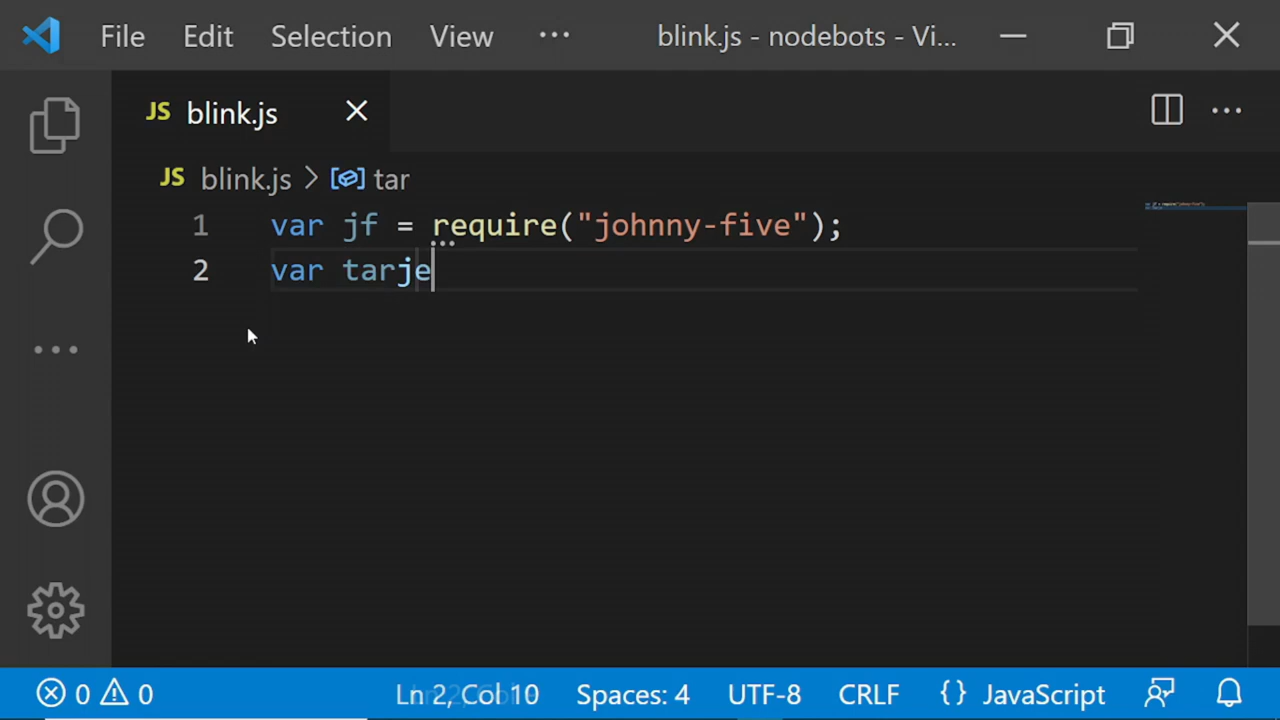 File Edit Selection View ··· blink.js - nodebots - Vi...
JS blink.js
JS blink.js > tar
1 var jf = require("johnny-five");
2 var tarje
0 0 Ln 2, Col 10 Spaces: 4 UTF-8 CRLF {} JavaScript